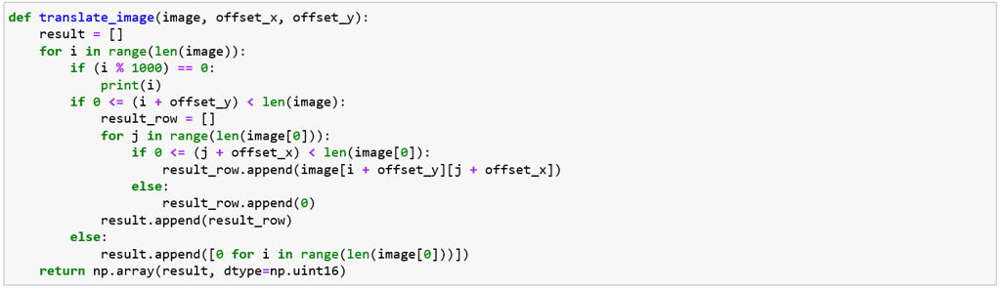 def translate_image(image, offset_x, offset_y):
    result = []
    for i in range(len(image)):
        if (i % 1000) == 0:
            print(i)
        if 0 <= (i + offset_y) < len(image):
            result_row = []
            for j in range(len(image[0])):
                if 0 <= (j + offset_x) < len(image[0]):
                    result_row.append(image[i + offset_y][j + offset_x])
                else:
                    result_row.append(0)
            result.append(result_row)
        else:
            result.append([0 for i in range(len(image[0]))])
    return np.array(result, dtype=np.uint16)